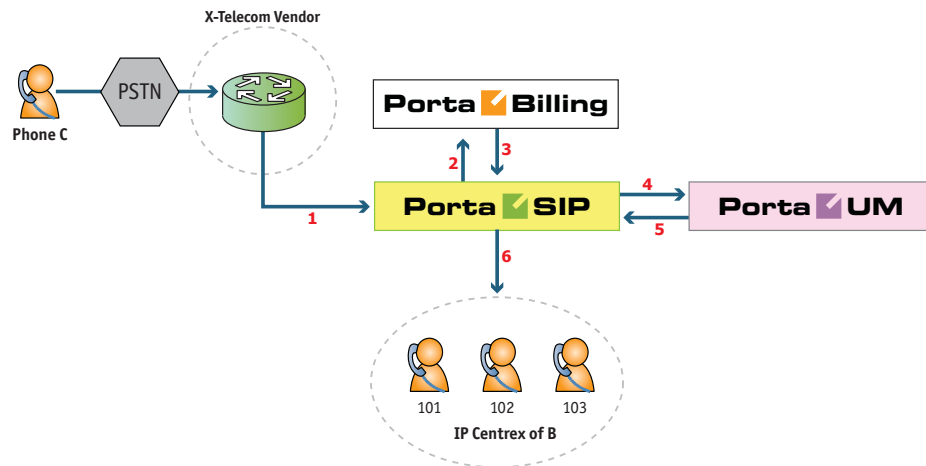 X-Telecom Vendor
PSTN
Phone C
Porta Billing
2
3
1
Porta SIP
4
5
Porta UM
6
101
102
103
IP Centrex of B